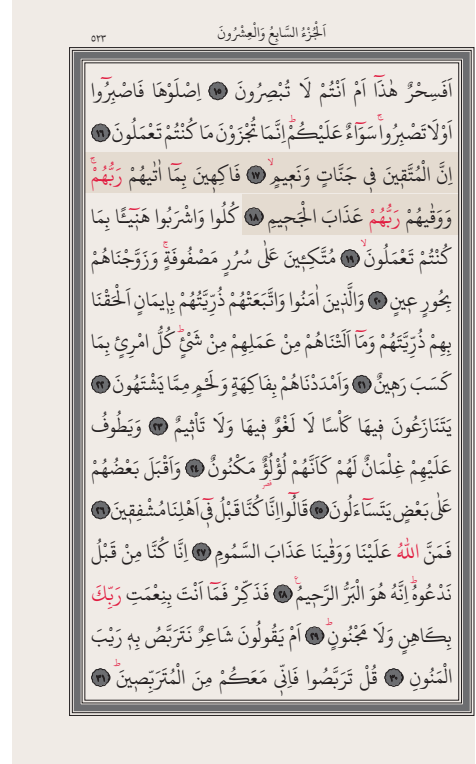 اَلْجُزْءُ السَّابِعُ وَالْعِشْرُونَ
٥٢٣
اَفَسِحْرٌ هٰذَٓا اَمْ اَنْتُمْ لَا تُبْصِرُونَ ﴿١٥﴾ اِصْلَوْهَا فَاصْبِرُٓوا
اَوْلَاتَصْبِرُواۚ سَوَٓاءٌ عَلَيْكُمْۜ اِنَّمَا تُجْزَوْنَ مَا كُنْتُمْ تَعْمَلُونَ ﴿١٦﴾
اِنَّ الْمُتَّقٖينَ فٖي جَنَّاتٍ وَنَعٖيمٍۙ ﴿١٧﴾ فَاكِهٖينَ بِمَٓا اٰتٰيهُمْ رَبُّهُمْۚ
وَوَقٰيهُمْ رَبُّهُمْ عَذَابَ الْجَحٖيمِ ﴿١٨﴾ كُلُوا وَاشْرَبُوا هَنٖٓيـًٔا بِمَا
كُنْتُمْ تَعْمَلُونَۙ ﴿١٩﴾ مُتَّكِـٖٔينَ عَلٰى سُرُرٍ مَصْفُوفَةٍۚ وَزَوَّجْنَاهُمْ
بِحُورٍ عٖينٍ ﴿٢٠﴾ وَالَّذٖينَ اٰمَنُوا وَاتَّبَعَتْهُمْ ذُرِّيَّتُهُمْ بِاٖيمَانٍ اَلْحَقْنَا
بِهِمْ ذُرِّيَّتَهُمْ وَمَٓا اَلَتْنَاهُمْ مِنْ عَمَلِهِمْ مِنْ شَيْءٍۜ كُلُّ امْرِئٍ بِمَا
كَسَبَ رَهٖينٌ ﴿٢١﴾ وَاَمْدَدْنَاهُمْ بِفَاكِهَةٍ وَلَحْمٍ مِمَّا يَشْتَهُونَ ﴿٢٢﴾
يَتَنَازَعُونَ فٖيهَا كَأْسًا لَا لَغْوٌ فٖيهَا وَلَا تَأْثٖيمٌ ﴿٢٣﴾ وَيَطُوفُ
عَلَيْهِمْ غِلْمَانٌ لَهُمْ كَاَنَّهُمْ لُؤْلُؤٌ مَكْنُونٌ ﴿٢٤﴾ وَاَقْبَلَ بَعْضُهُمْ
عَلٰى بَعْضٍ يَتَسَٓاءَلُونَ ﴿٢٥﴾ قَالُٓوا اِنَّا كُنَّا قَبْلُ فٖٓي اَهْلِنَا مُشْفِقٖينَ ﴿٢٦﴾
فَمَنَّ اللّٰهُ عَلَيْنَا وَوَقٰينَا عَذَابَ السَّمُومِ ﴿٢٧﴾ اِنَّا كُنَّا مِنْ قَبْلُ
نَدْعُوهُۜ اِنَّهُ هُوَ الْبَرُّ الرَّحٖيمُ۟ ﴿٢٨﴾ فَذَكِّرْ فَمَٓا اَنْتَ بِنِعْمَتِ رَبِّكَ
بِكَاهِنٍ وَلَا مَجْنُونٍۜ ﴿٢٩﴾ اَمْ يَقُولُونَ شَاعِرٌ نَتَرَبَّصُ بِهٖ رَيْبَ
الْمَنُونِ ﴿٣٠﴾ قُلْ تَرَبَّصُوا فَاِنّٖي مَعَكُمْ مِنَ الْمُتَرَبِّصٖينَۜ ﴿٣١﴾